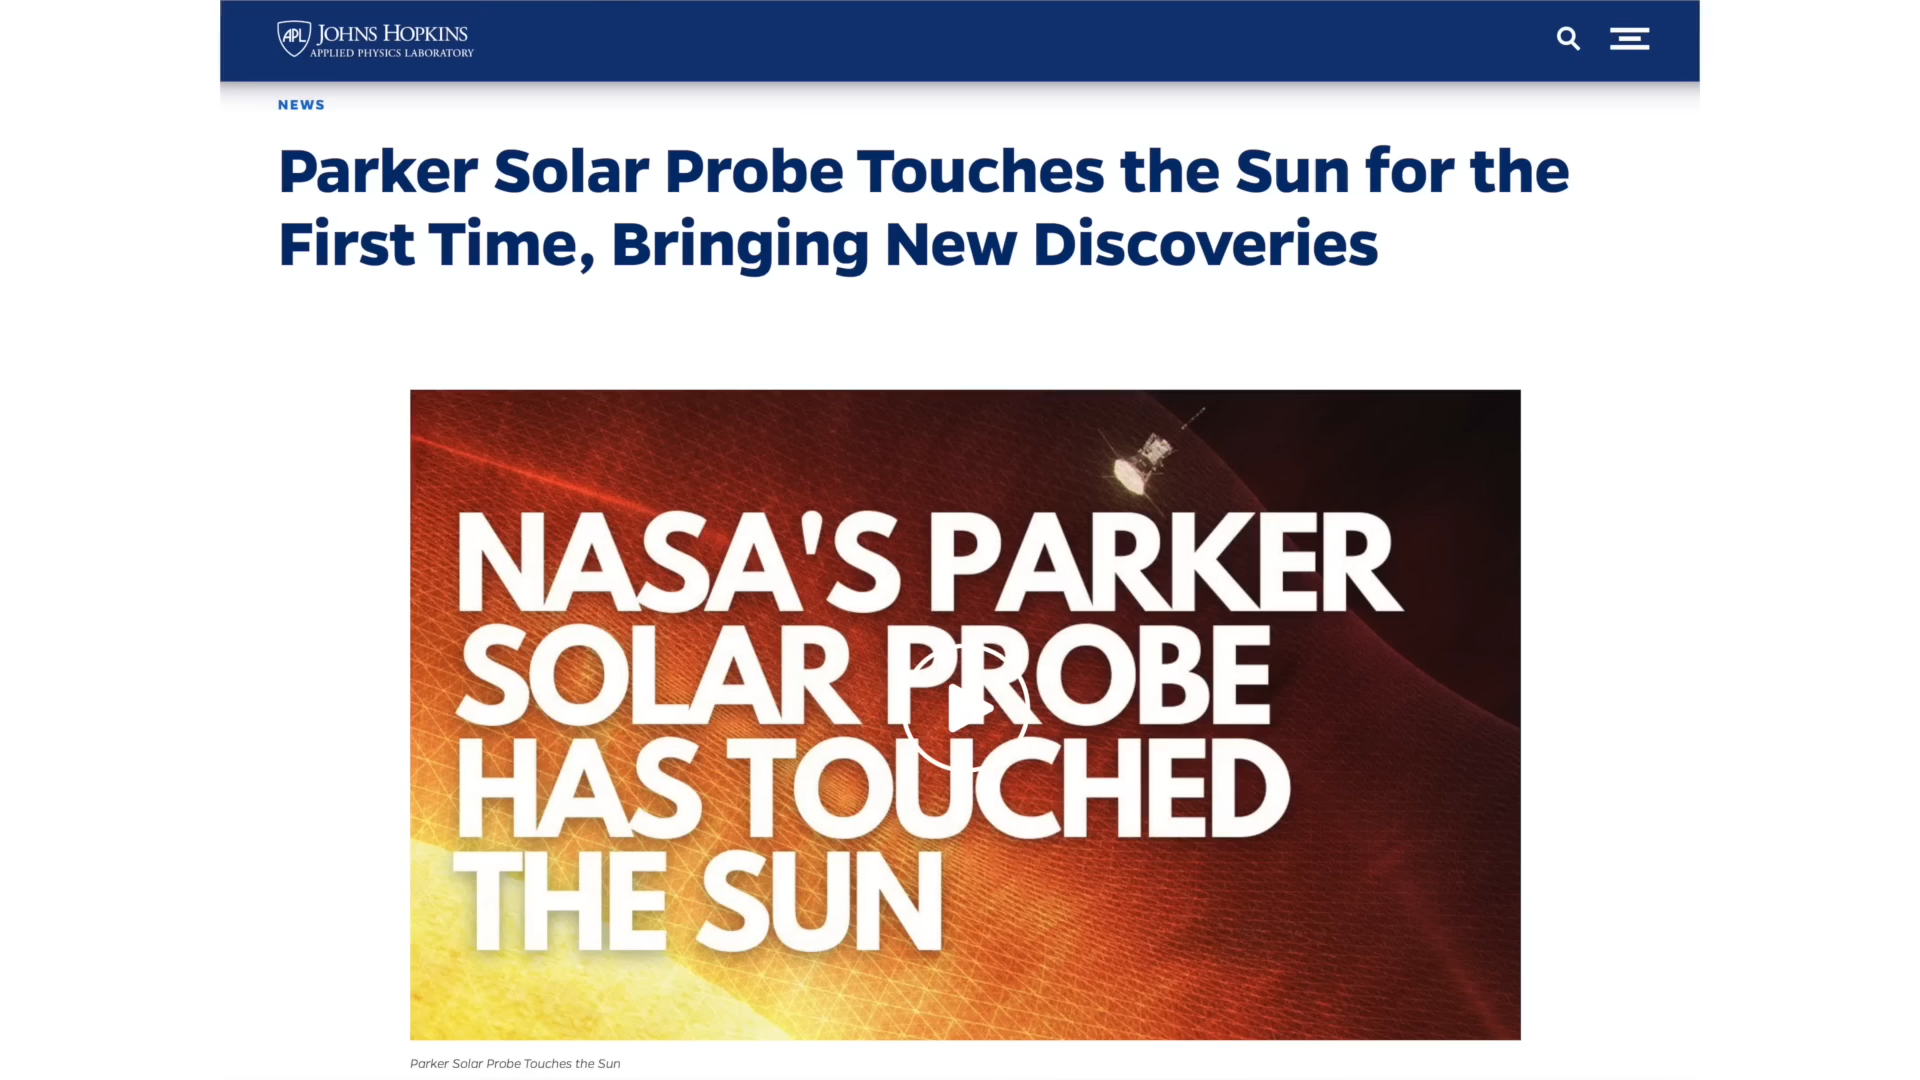 APL JOHNS HOPKINS
APPLIED PHYSICS LABORATORY
NEWS
Parker Solar Probe Touches the Sun for the
First Time, Bringing New Discoveries
NASA'S PARKER
SOLAR PROBE
HAS TOUCHED
THE SUN
Parker Solar Probe Touches the Sun